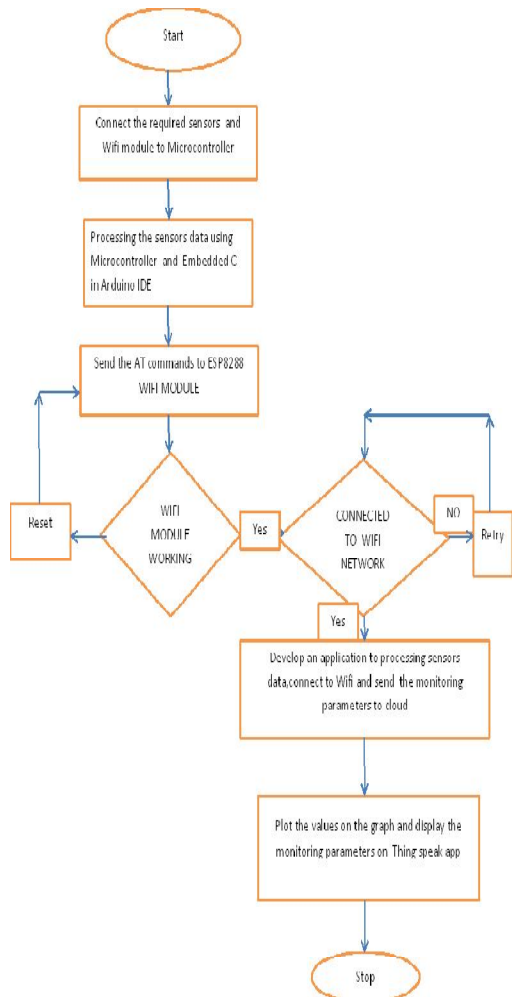 Start
Connect the required sensors and
Wifi module to Microcontroller
Processing the sensors data using
Microcontroller and Embedded C
in Arduino IDE
Send the AT commands to ESP8288
WIFI MODULE
WIFI
MODULE
WORKING
Reset
Yes
CONNECTED
TO WIFI
NETWORK
NO
Retry
Yes
Develop an application to processing sensors
data,connect to Wifi and send the monitoring
parameters to cloud
Plot the values on the graph and display the
monitoring parameters on Thing speak app
Stop